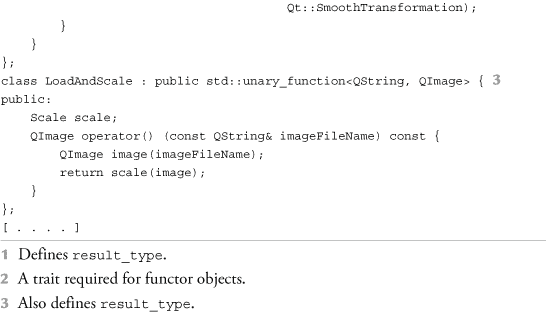 Qt::SmoothTransformation);
}
}
};
class LoadAndScale : public std::unary_function<QString, QImage> { 3
public:
Scale scale;
QImage operator() (const QString& imageFileName) const {
QImage image(imageFileName);
return scale(image);
}
};
[ . . . . ]
1 Defines result_type.
2 A trait required for functor objects.
3 Also defines result_type.